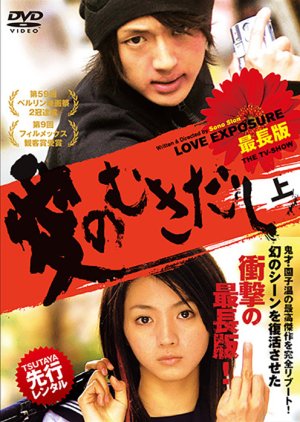 DVD
VIDEO
第59回
ベルリン映画祭
2冠達成
第9回
フィルメックス
観客賞受賞
Written & Directed by Sono Sion
LOVE EXPOSURE
最長版
THE TV-SHOW
愛のむきだし 上
鬼才・園子温の最高傑作を完全リブート!
幻のシーンを復活させた
衝撃の
最長版!
TSUTAYA
先行
レンタル